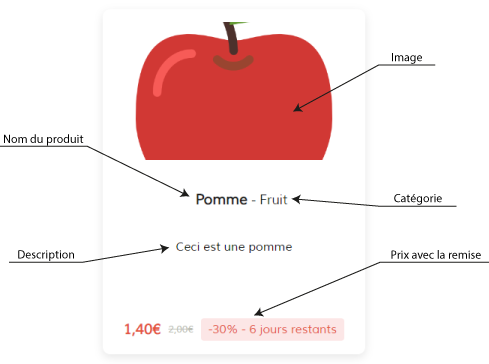 Image
Nom du produit
Pomme - Fruit
Catégorie
Ceci est une pomme
Description
Prix avec la remise
1,40€ 2,00€ -30% - 6 jours restants